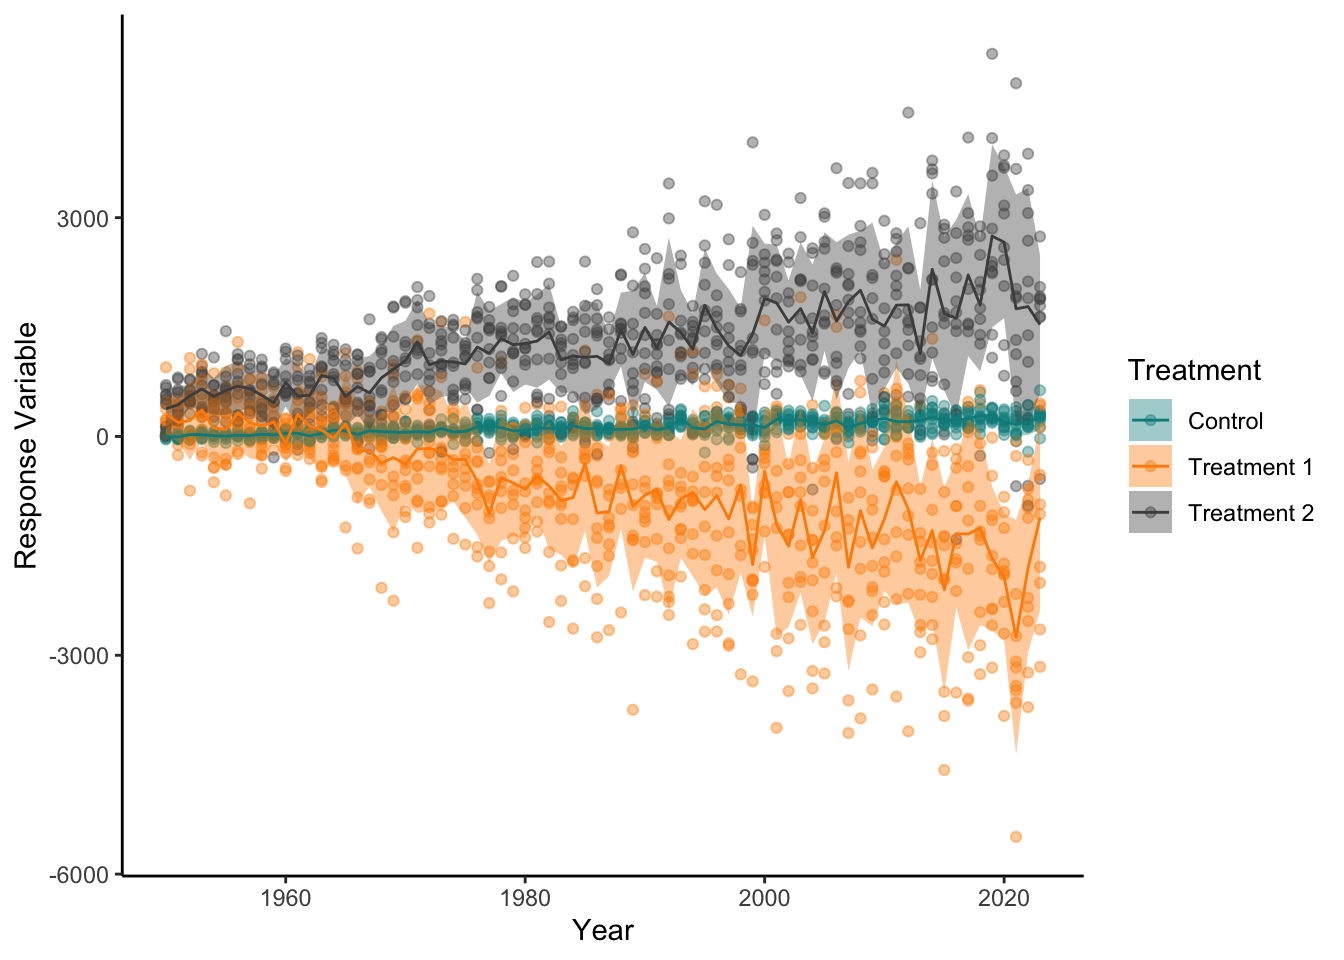 Response Variable
3000
0
-3000
-6000
1960
1980
2000
2020
Year
Treatment
Control
Treatment 1
Treatment 2